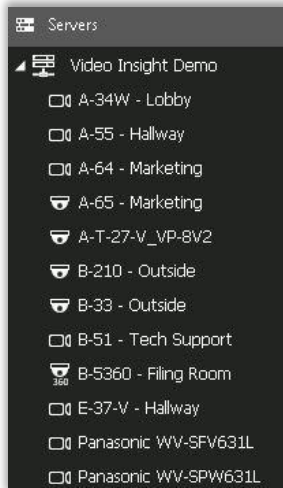 Servers
Video Insight Demo
A-34W - Lobby
A-55 - Hallway
A-64 - Marketing
A-65 - Marketing
A-T-27-V_VP-8V2
B-210 - Outside
B-33 - Outside
B-51 - Tech Support
360 B-5360 - Filing Room
E-37-V - Hallway
Panasonic WV-SFV631L
Panasonic WV-SPW631L